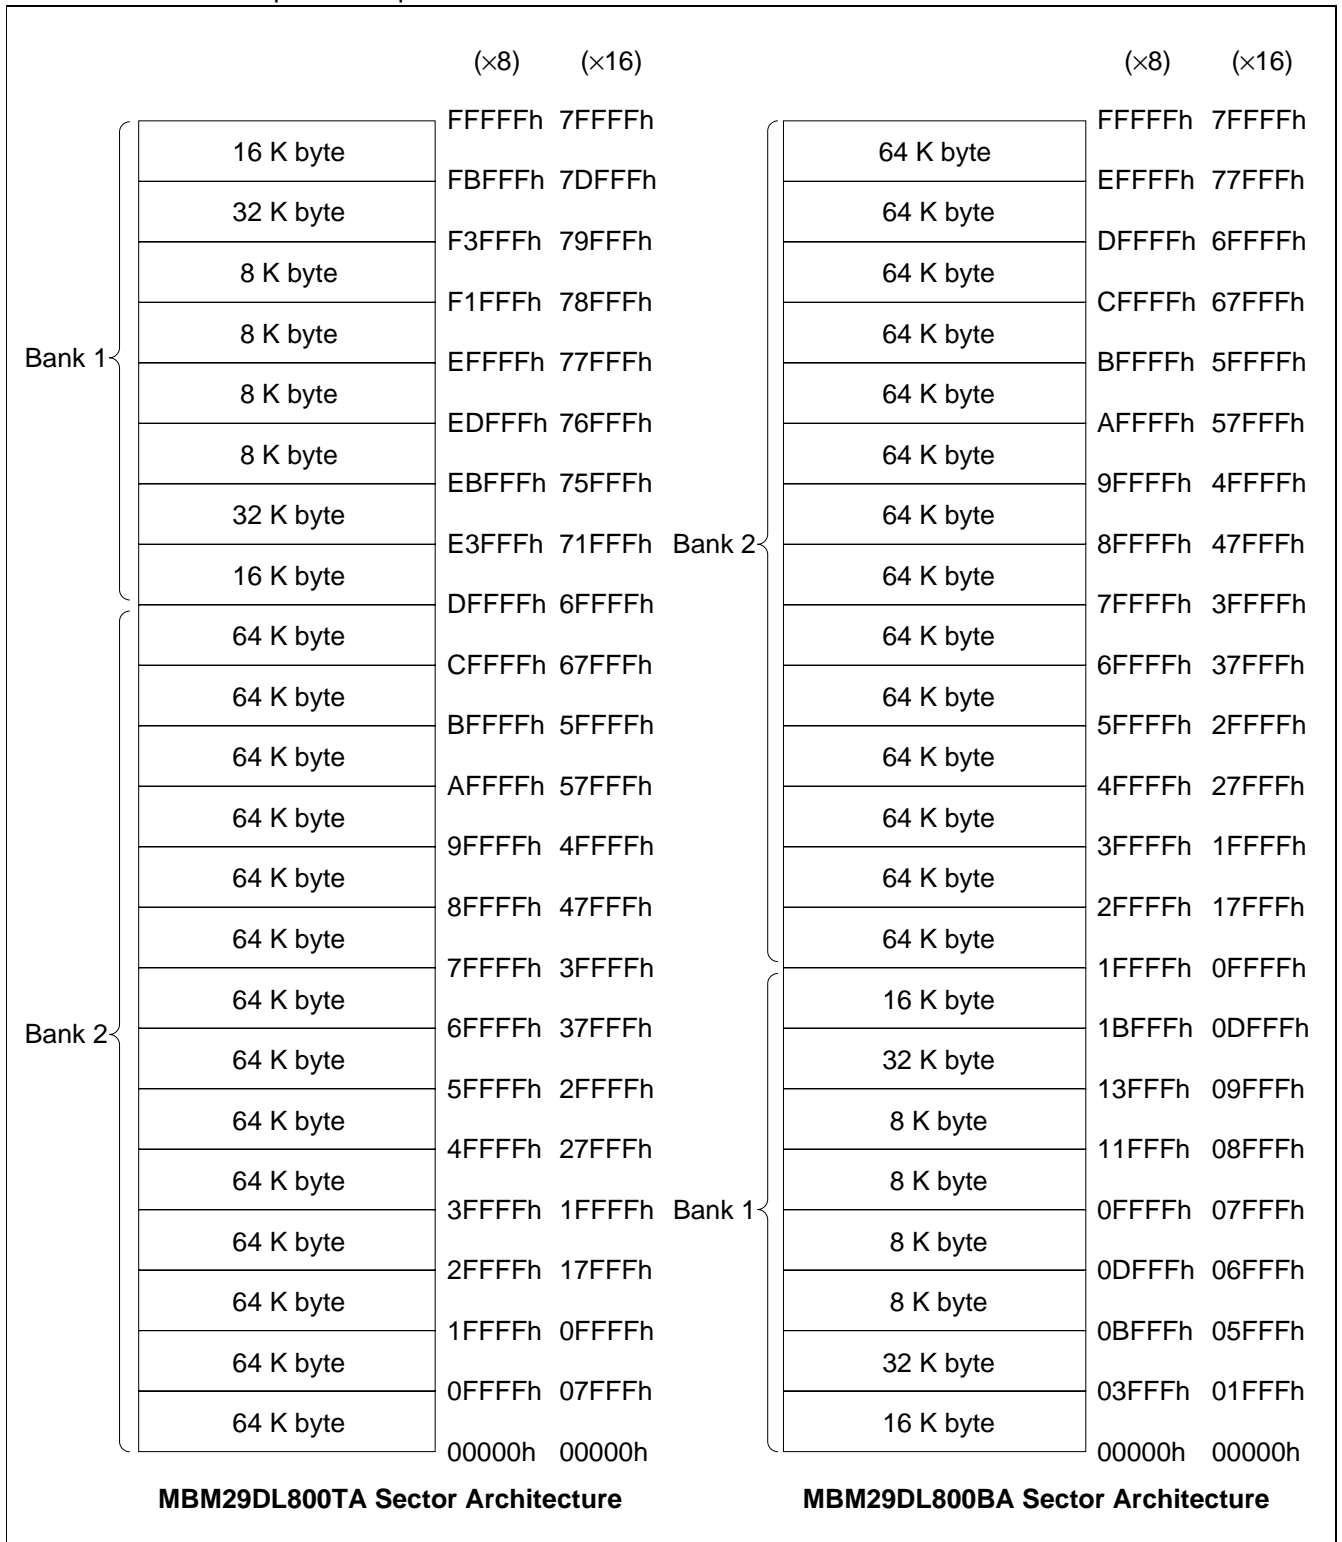 (×8) (×16)
FFFFFh 7FFFFh
16 K byte
FBFFFh 7DFFFh
32 K byte
F3FFFh 79FFFh
8 K byte
F1FFFh 78FFFh
8 K byte
Bank 1
EFFFFh 77FFFh
8 K byte
EDFFFh 76FFFh
8 K byte
EBFFFh 75FFFh
32 K byte
E3FFFh 71FFFh
16 K byte
DFFFFh 6FFFFh
64 K byte
CFFFFh 67FFFh
64 K byte
BFFFFh 5FFFFh
64 K byte
AFFFFh 57FFFh
64 K byte
9FFFFh 4FFFFh
64 K byte
8FFFFh 47FFFh
64 K byte
7FFFFh 3FFFFh
64 K byte
Bank 2
6FFFFh 37FFFh
64 K byte
5FFFFh 2FFFFh
64 K byte
4FFFFh 27FFFh
64 K byte
3FFFFh 1FFFFh
64 K byte
2FFFFh 17FFFh
64 K byte
1FFFFh 0FFFFh
64 K byte
0FFFFh 07FFFh
64 K byte
00000h 00000h
MBM29DL800TA Sector Architecture
(×8) (×16)
FFFFFh 7FFFFh
64 K byte
EFFFFh 77FFFh
64 K byte
DFFFFh 6FFFFh
64 K byte
CFFFFh 67FFFh
64 K byte
BFFFFh 5FFFFh
64 K byte
AFFFFh 57FFFh
64 K byte
9FFFFh 4FFFFh
64 K byte
Bank 2
8FFFFh 47FFFh
64 K byte
7FFFFh 3FFFFh
64 K byte
6FFFFh 37FFFh
64 K byte
5FFFFh 2FFFFh
64 K byte
4FFFFh 27FFFh
64 K byte
3FFFFh 1FFFFh
64 K byte
2FFFFh 17FFFh
64 K byte
1FFFFh 0FFFFh
16 K byte
1BFFFh 0DFFFh
32 K byte
13FFFh 09FFFh
8 K byte
11FFFh 08FFFh
8 K byte
Bank 1
0FFFFh 07FFFh
8 K byte
0DFFFh 06FFFh
8 K byte
0BFFFh 05FFFh
32 K byte
03FFFh 01FFFh
16 K byte
00000h 00000h
MBM29DL800BA Sector Architecture